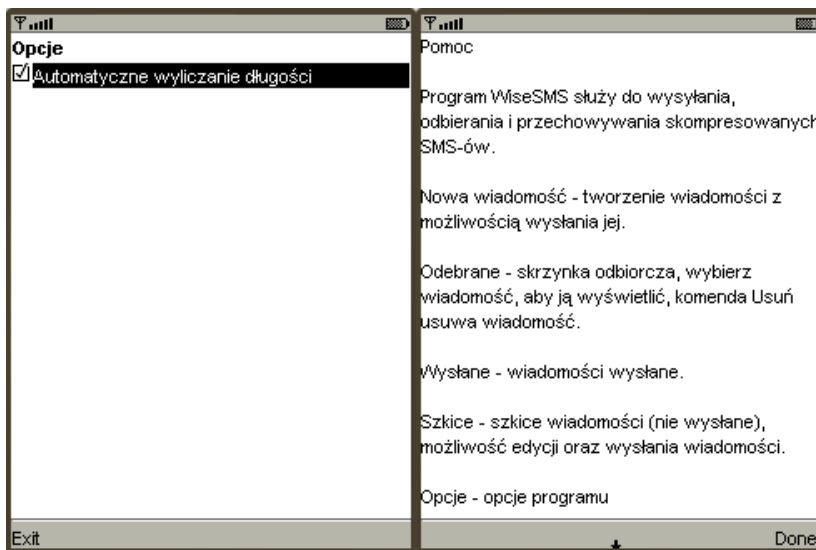 Opcje
Automatyczne wyliczanie długości
Exit
Pomoc
Program WiseSMS służy do wysyłania,
odbierania i przechowywania skompresowanych
SMS-ów.
Nowa wiadomość - tworzenie wiadomości z
możliwością wysłania jej.
Odebrane - skrzynka odbiorcza, wybierz
wiadomość, aby ją wyświetlić, komenda Usuń
usuwa wiadomość.
Wysłane - wiadomości wysłane.
Szkice - szkice wiadomości (nie wysłane),
możliwość edycji oraz wysłania wiadomości.
Opcje - opcje programu
Done